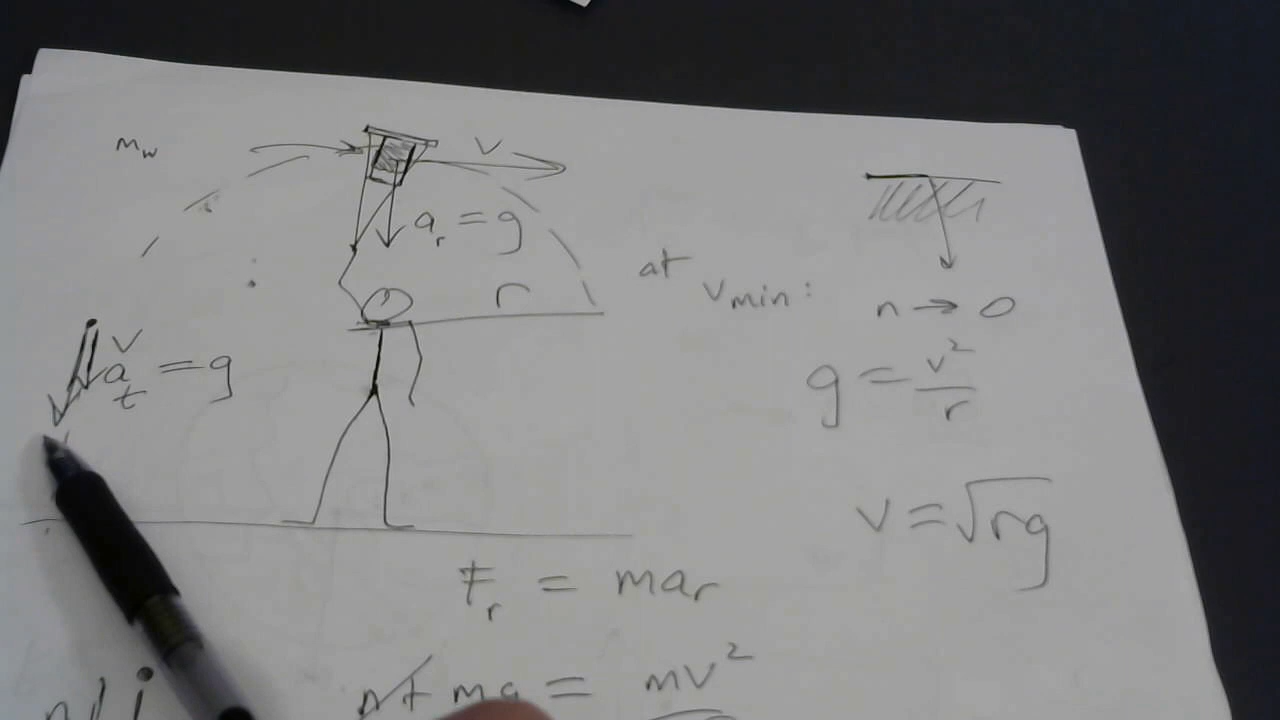 m_w
v
a_r = g
r
at v_min:
n → 0
v
a_t = g
g = v²/r
v = √rg
F_r = ma_r
n + mg = mv²